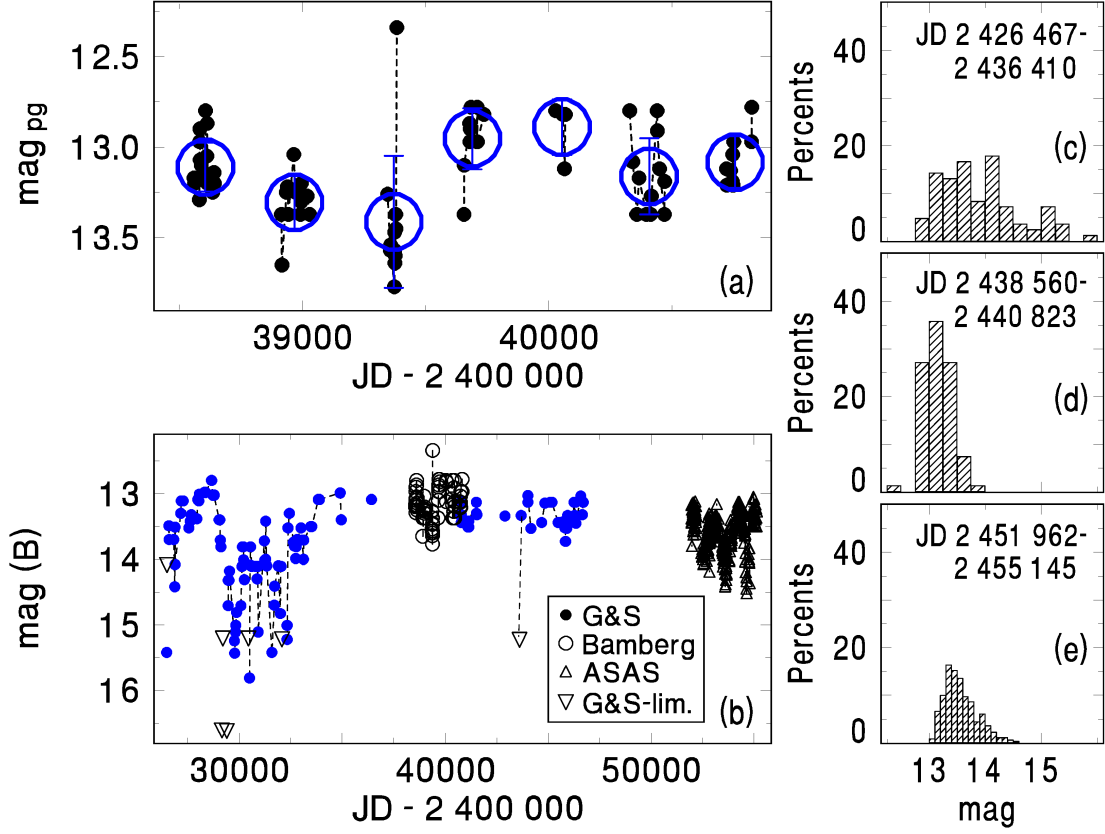 12.5
13.0
13.5
mag pg
(a)
39000
40000
JD - 2 400 000
13
14
15
16
mag (B)
G&S
Bamberg
ASAS
G&S-lim.
(b)
30000
40000
50000
JD - 2 400 000
JD 2 426 467-
2 436 410
40
20
0
Percents
(c)
JD 2 438 560-
2 440 823
40
20
0
Percents
(d)
JD 2 451 962-
2 455 145
40
20
0
Percents
(e)
13 14 15
mag